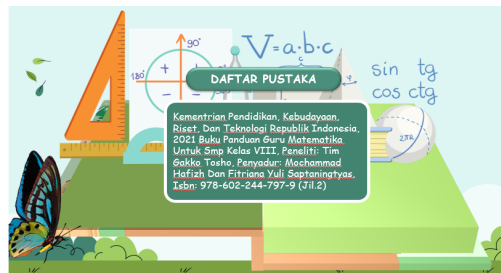 90°
180°
V=a·b·c
c
sin tg
cos ctg
DAFTAR PUSTAKA
Kementrian Pendidikan, Kebudayaan,
Riset, Dan Teknologi Republik Indonesia,
2021 Buku Panduan Guru Matematika
Untuk Smp Kelas VIII, Peneliti: Tim
Gakko Tosho, Penyadur: Mochammad
Hafizh Dan Fitriana Yuli Saptaningtyas,
Isbn: 978-602-244-797-9 (Jil.2)
2πR